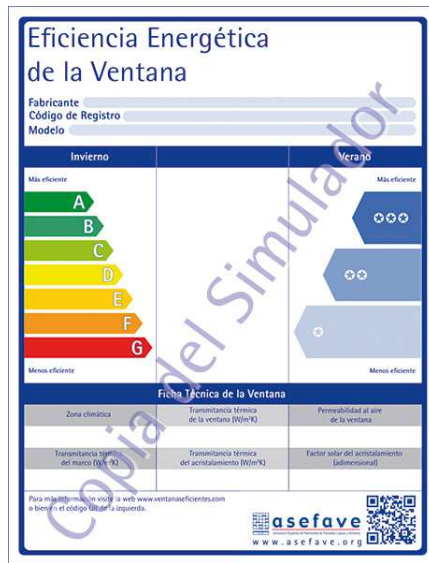 Eficiencia Energética
de la Ventana
Fabricante
Código de Registro
Modelo
Invierno
Verano
Más eficiente
Más eficiente
A
B
C
D
E
F
G
Menos eficiente
Menos eficiente
Ficha Técnica de la Ventana
Zona climática
Transmitancia térmica
de la ventana (W/m²K)
Permeabilidad al aire
de la ventana
Transmitancia térmica
del marco (W/m²K)
Transmitancia térmica
del acristalamiento (W/m²K)
Factor solar del acristalamiento
(adimensional)
Para más información visite la web www.ventanaseficientes.com
o bien en el código de la izquierda.
asefave
www.asefave.org
Copia del Simulador